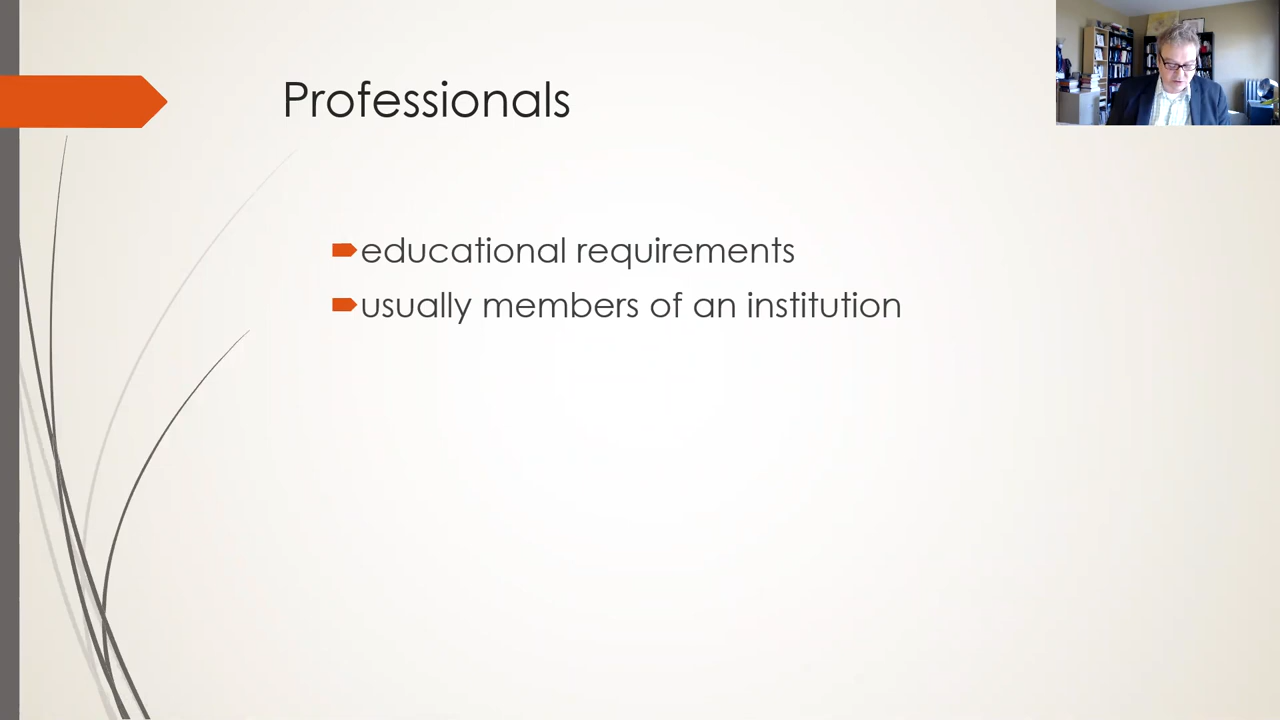 Professionals
educational requirements
usually members of an institution